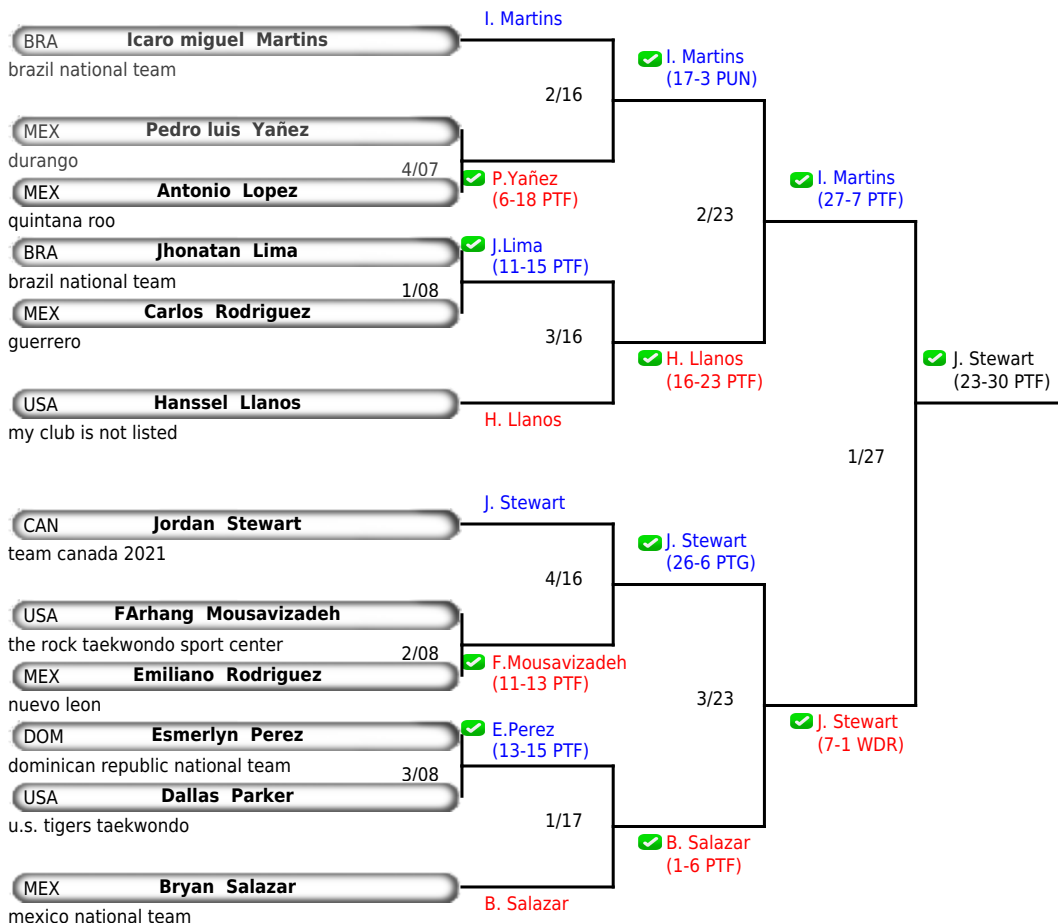 I. Martins
BRA Icaro miguel Martins
brazil national team
I. Martins
(17-3 PUN)
2/16
MEX Pedro luis Yañez
durango
4/07
MEX Antonio Lopez
quintana roo
P.Yañez
(6-18 PTF)
I. Martins
(27-7 PTF)
2/23
BRA Jhonatan Lima
brazil national team
J.Lima
(11-15 PTF)
1/08
MEX Carlos Rodriguez
guerrero
3/16
H. Llanos
(16-23 PTF)
USA Hanssel Llanos
my club is not listed
H. Llanos
J. Stewart
(23-30 PTF)
1/27
J. Stewart
CAN Jordan Stewart
team canada 2021
J. Stewart
(26-6 PTG)
4/16
USA FArhang Mousavizadeh
the rock taekwondo sport center
2/08
MEX Emiliano Rodriguez
nuevo leon
F.Mousavizadeh
(11-13 PTF)
3/23
J. Stewart
(7-1 WDR)
DOM Esmerlyn Perez
dominican republic national team
E.Perez
(13-15 PTF)
3/08
USA Dallas Parker
u.s. tigers taekwondo
1/17
B. Salazar
(1-6 PTF)
MEX Bryan Salazar
mexico national team
B. Salazar